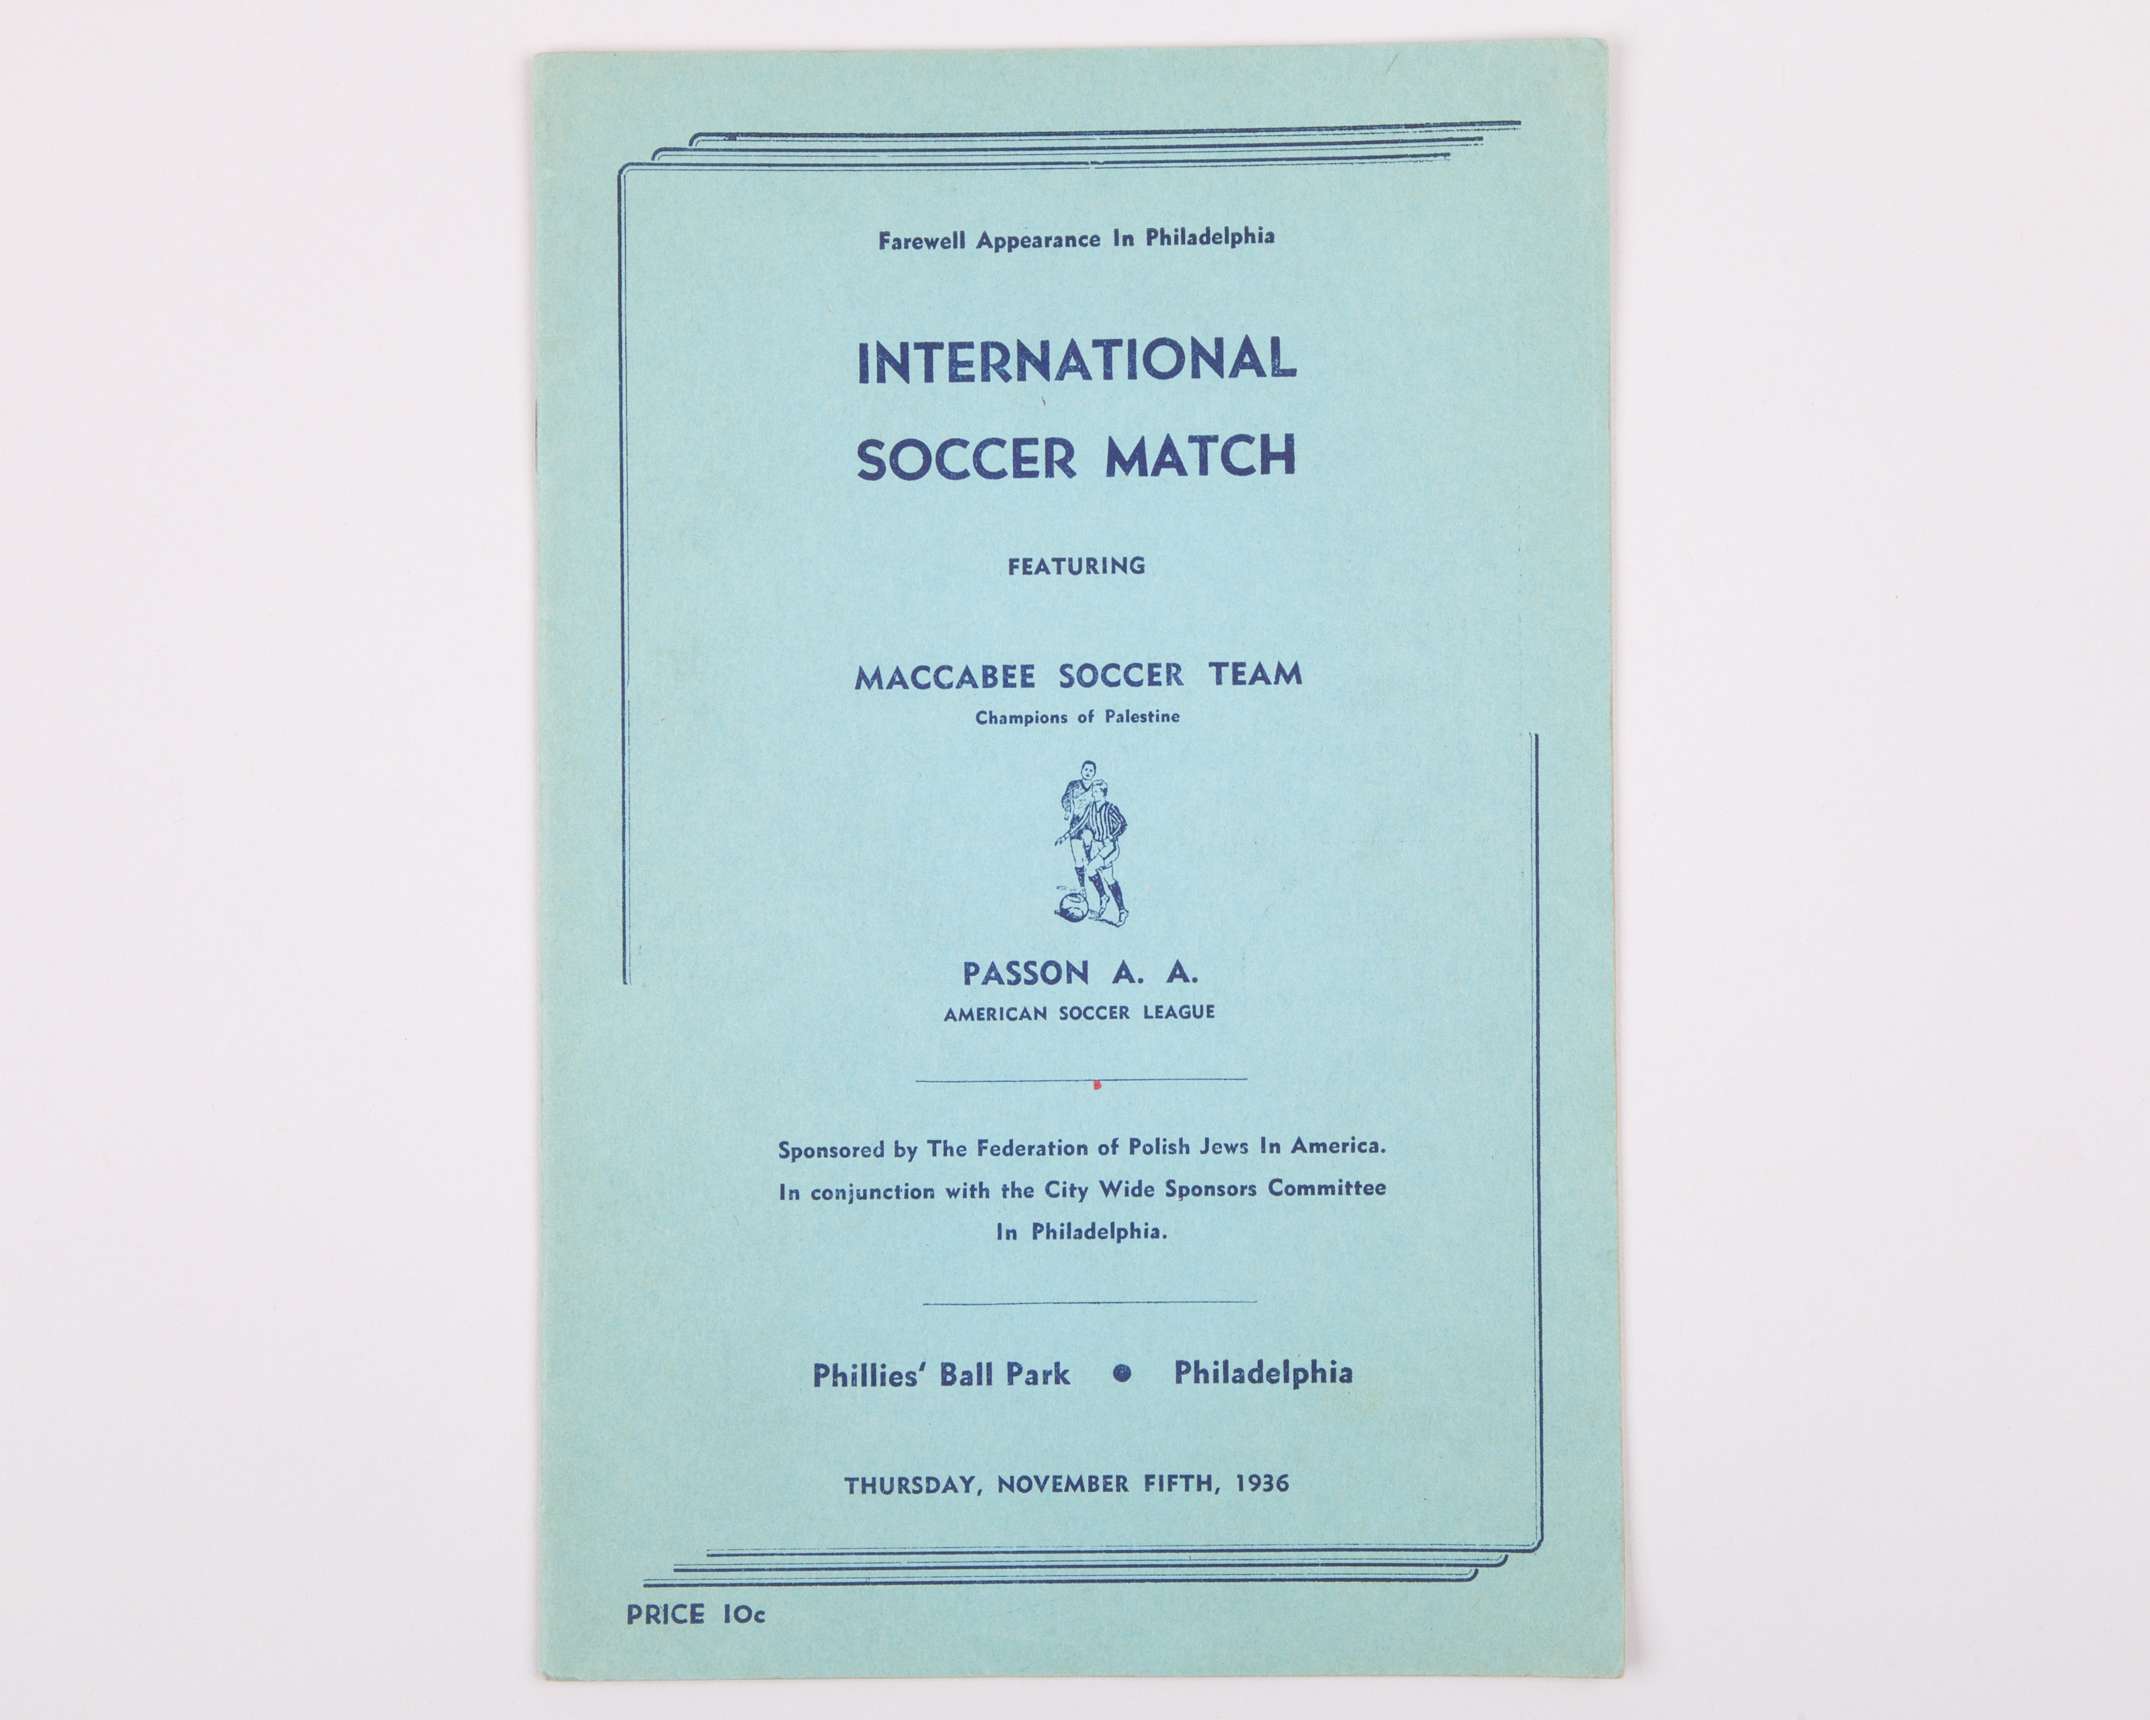 Farewell Appearance In Philadelphia
INTERNATIONAL
SOCCER MATCH
FEATURING
MACCABEE SOCCER TEAM
Champions of Palestine
PASSON A. A.
AMERICAN SOCCER LEAGUE
Sponsored by The Federation of Polish Jews In America.
In conjunction with the City Wide Sponsors Committee
In Philadelphia.
Phillies' Ball Park • Philadelphia
THURSDAY, NOVEMBER FIFTH, 1936
PRICE 10c